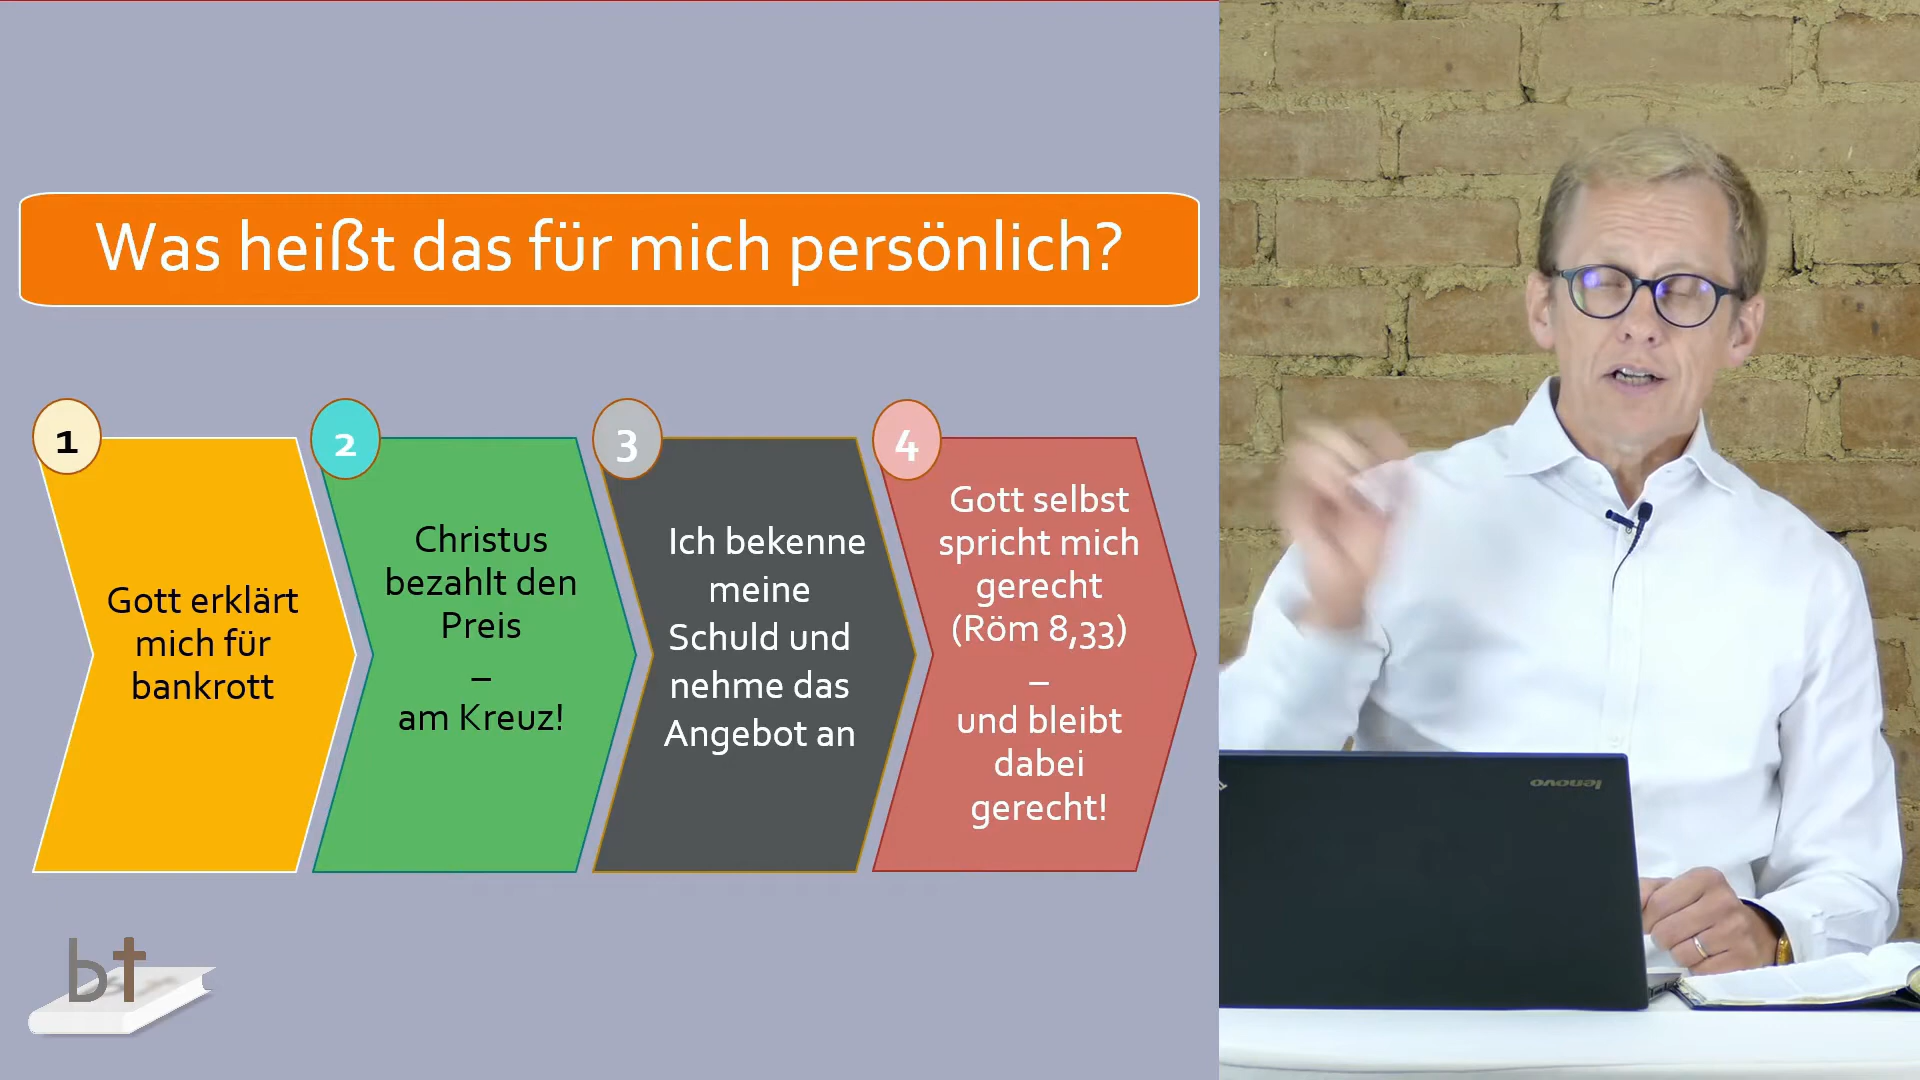 Was heißt das für mich persönlich?
1
Gott erklärt
mich für
bankrott
2
Christus
bezahlt den
Preis
–
am Kreuz!
3
Ich bekenne
meine
Schuld und
nehme das
Angebot an
4
Gott selbst
spricht mich
gerecht
(Röm 8,33)
–
und bleibt
dabei
gerecht!
bt
lenovo